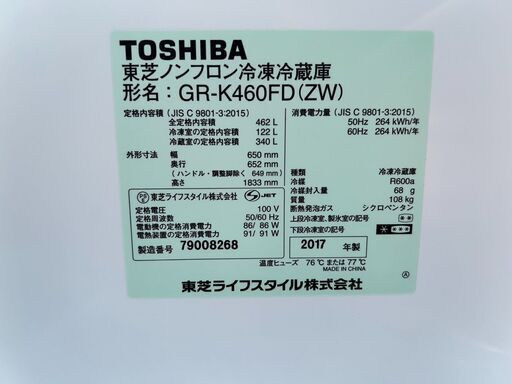 TOSHIBA
東芝ノンフロン冷凍冷蔵庫
形名：GR-K460FD(ZW)
定格内容積 (JIS C 9801-3:2015)
全定格内容積 462 L
冷凍室の定格内容積 122 L
冷蔵室の定格内容積 340 L
外形寸法 幅 650 mm
奥行 652 mm
(ハンドル・調整脚除く 649 mm)
高さ 1833 mm
消費電力量 (JIS C 9801-3:2015)
50Hz 264 kWh/年
60Hz 264 kWh/年
種類 冷凍冷蔵庫
冷媒 R600a
冷媒封入量 68 g
質量 108 kg
断熱発泡ガス シクロペンタン
上段冷凍室、製氷室の記号 **
下段冷凍室の記号 * ***
PSE 東芝ライフスタイル株式会社 S-JET
定格電圧 100 V
定格周波数 50/60 Hz
電動機の定格消費電力 86/ 86 W
電熱装置の定格消費電力 91/ 91 W
製造番号 79008268
2017 年製
温度ヒューズ 76℃ または 77℃
MADE IN CHINA
A
東芝ライフスタイル株式会社